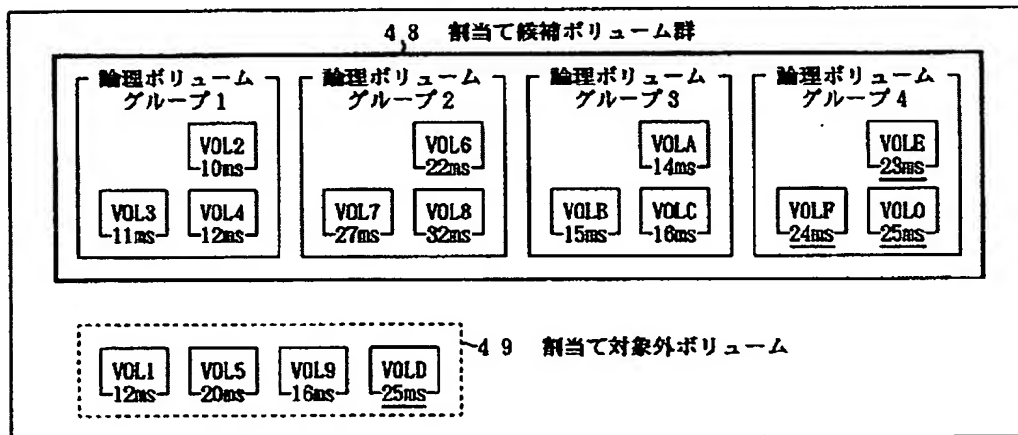 48 割当て候補ボリューム群
論理ボリューム
グループ1
VOL2
10ms
VOL3
11ms
VOL4
12ms
論理ボリューム
グループ2
VOL6
22ms
VOL7
27ms
VOL8
32ms
論理ボリューム
グループ3
VOLA
14ms
VOLB
15ms
VOLC
16ms
論理ボリューム
グループ4
VOLE
23ms
VOLF
24ms
VOLO
25ms
49 割当て対象外ボリューム
VOL1
12ms
VOL5
20ms
VOL9
16ms
VOLD
25ms